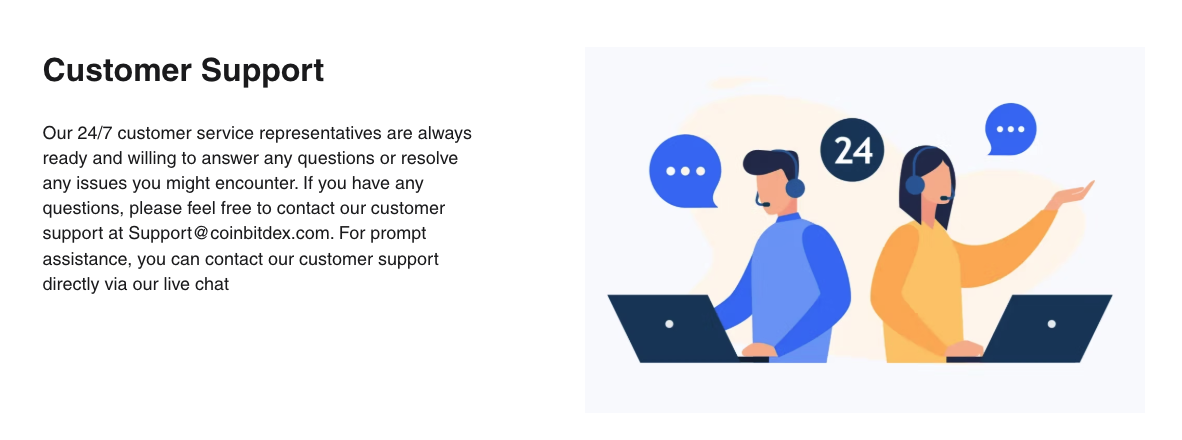 Customer Support
Our 24/7 customer service representatives are always
ready and willing to answer any questions or resolve
any issues you might encounter. If you have any
questions, please feel free to contact our customer
support at Support@coinbitdex.com. For prompt
assistance, you can contact our customer support
directly via our live chat
24